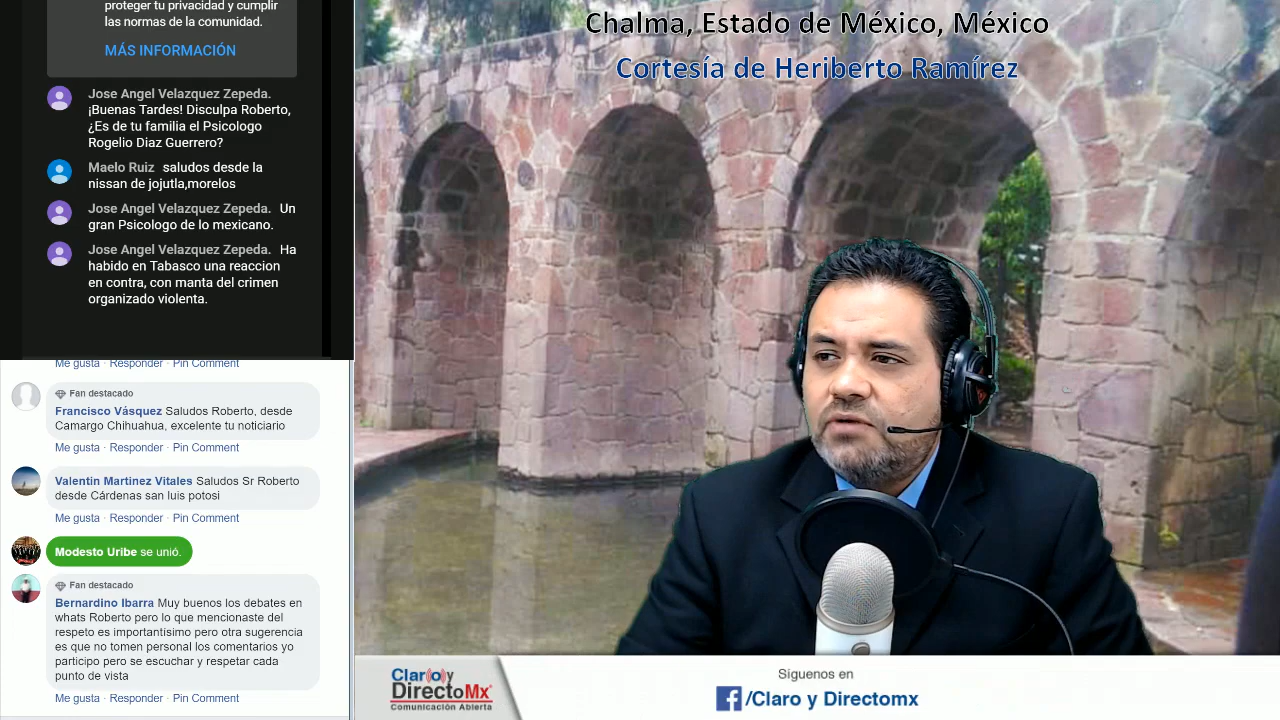 proteger tu privacidad y cumplir
las normas de la comunidad.
MÁS INFORMACIÓN
Jose Angel Velazquez Zepeda.
¡Buenas Tardes! Disculpa Roberto,
¿Es de tu familia el Psicologo
Rogelio Diaz Guerrero?
Maelo Ruiz saludos desde la
nissan de jojutla,morelos
Jose Angel Velazquez Zepeda. Un
gran Psicologo de lo mexicano.
Jose Angel Velazquez Zepeda. Ha
habido en Tabasco una reaccion
en contra, con manta del crimen
organizado violenta.
Me gusta · Responder · Pin Comment
Fan destacado
Francisco Vásquez Saludos Roberto, desde
Camargo Chihuahua, excelente tu noticiario
Me gusta · Responder · Pin Comment
Valentin Martinez Vitales Saludos Sr Roberto
desde Cárdenas san luis potosi
Me gusta · Responder · Pin Comment
Modesto Uribe se unió.
Fan destacado
Bernardino Ibarra Muy buenos los debates en
whats Roberto pero lo que mencionaste del
respeto es importantísimo pero otra sugerencia
es que no tomen personal los comentarios yo
participo pero se escuchar y respetar cada
punto de vista
Me gusta · Responder · Pin Comment
Chalma, Estado de México, México
Cortesía de Heriberto Ramírez
Claro y
DirectoMx
Comunicación Abierta
Síguenos en
/Claro y Directomx